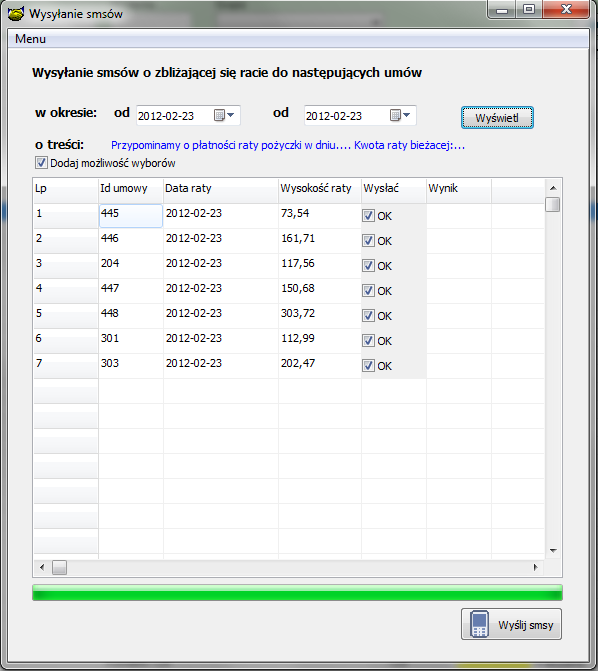 Wysyłanie smsów
Menu
Wysyłanie smsów o zbliżającej się racie do następujących umów
w okresie: od 2012-02-23 od 2012-02-23 Wyświetl
o treści: Przypominamy o płatności raty pożyczki w dniu.... Kwota raty bieżacej:...
Dodaj możliwość wyborów
Lp Id umowy Data raty Wysokość raty Wysłać Wynik
1 445 2012-02-23 73,54 OK
2 446 2012-02-23 161,71 OK
3 204 2012-02-23 117,56 OK
4 447 2012-02-23 150,68 OK
5 448 2012-02-23 303,72 OK
6 301 2012-02-23 112,99 OK
7 303 2012-02-23 202,47 OK
Wyślij smsy